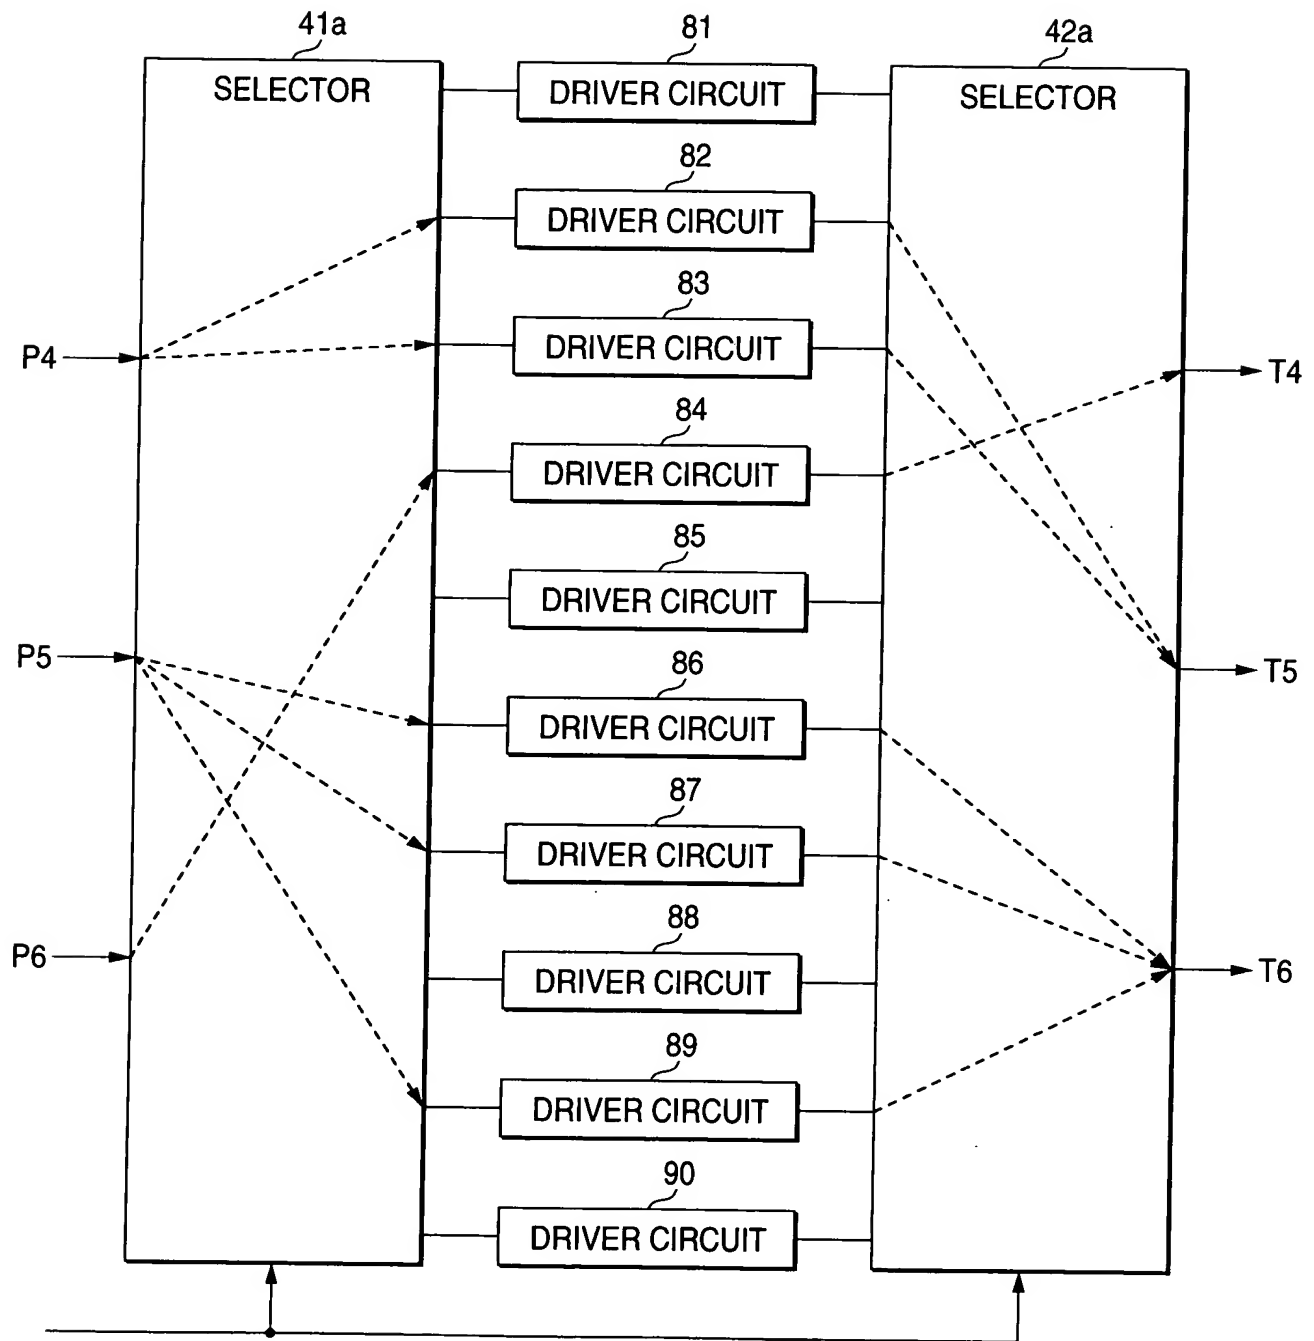 41a
81
42a
SELECTOR
DRIVER CIRCUIT
SELECTOR
82
DRIVER CIRCUIT
83
DRIVER CIRCUIT
P4
T4
84
DRIVER CIRCUIT
85
DRIVER CIRCUIT
P5
T5
86
DRIVER CIRCUIT
87
DRIVER CIRCUIT
88
DRIVER CIRCUIT
P6
T6
89
DRIVER CIRCUIT
90
DRIVER CIRCUIT